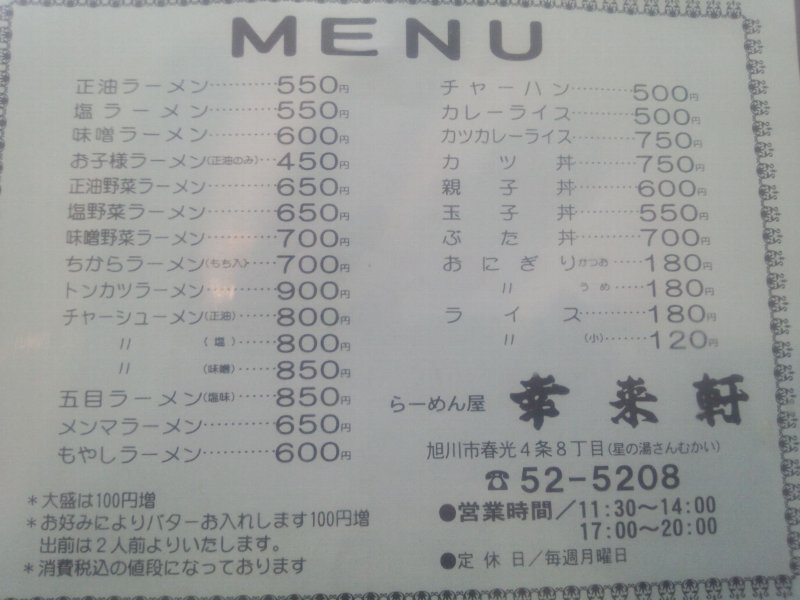 MENU
正油ラーメン…………550円
塩ラーメン…………550円
味噌ラーメン…………600円
お子様ラーメン(正油のみ)…450円
正油野菜ラーメン…………650円
塩野菜ラーメン…………650円
味噌野菜ラーメン…………700円
ちからラーメン(もち入)……700円
トンカツラーメン…………900円
チャーシューメン(正油)……800円
〃(塩)……800円
〃(味噌)……850円
五目ラーメン(塩味)……850円
メンマラーメン…………650円
もやしラーメン…………600円
*大盛は100円増
*お好みによりバターお入れします100円増
出前は2人前よりいたします。
*消費税込の値段になっております
チャーハン…………500円
カレーライス…………500円
カツカレーライス…………750円
カツ丼…………750円
親子丼…………600円
玉子丼…………550円
ぶた丼…………700円
おにぎりかつお……180円
〃うめ……180円
ライス…………180円
〃(小)……120円
らーめん屋 幸来軒
旭川市春光4条8丁目(星の湯さんむかい)
☎52-5208
●営業時間/11:30~14:00
17:00~20:00
●定休日/毎週月曜日